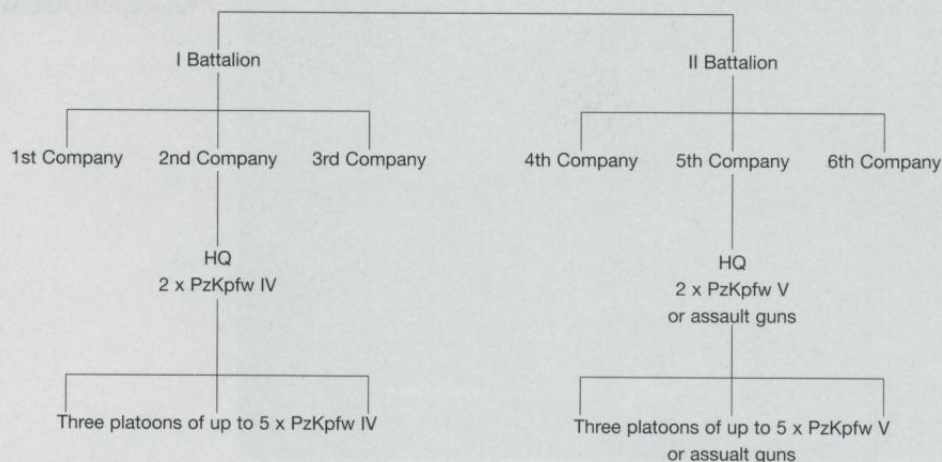 I Battalion
II Battalion
1st Company 2nd Company 3rd Company
4th Company 5th Company 6th Company
HQ
2 x PzKpfw IV
HQ
2 x PzKpfw V
or assault guns
Three platoons of up to 5 x PzKpfw IV
Three platoons of up to 5 x PzKpfw V
or assualt guns